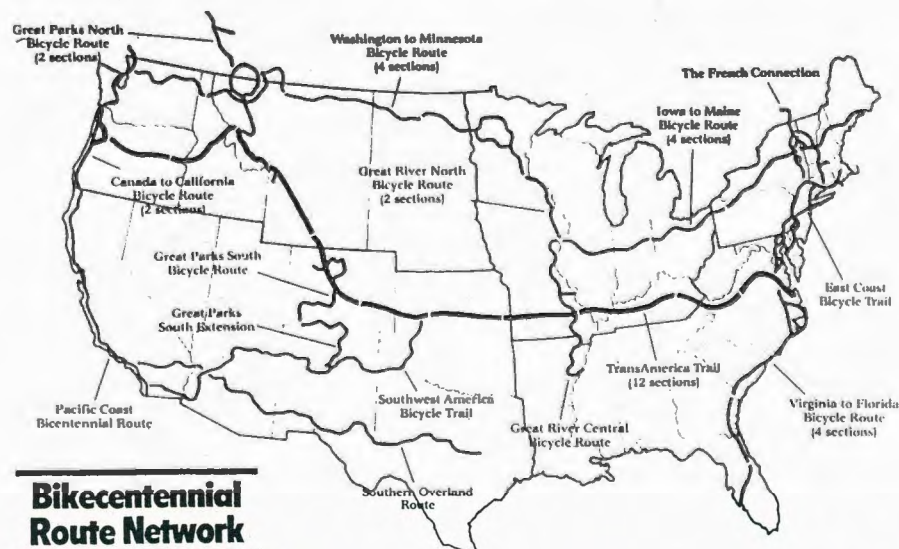 Great Parks North
Bicycle Route
(2 sections)
Washington to Minnesota
Bicycle Route
(4 sections)
The French Connection
Iowa to Maine
Bicycle Route
(4 sections)
Great River North
Bicycle Route
(2 sections)
Canada to California
Bicycle Route
(2 sections)
Great Parks South
Bicycle Route
East Coast
Bicycle Trail
Great Parks
South Extension
TransAmerica Trail
(12 sections)
Southwest America
Bicycle Trail
Pacific Coast
Bicentennial Route
Great River Central
Bicycle Route
Virginia to Florida
Bicycle Route
(4 sections)
Southern Overland
Route
Bikecentennial
Route Network